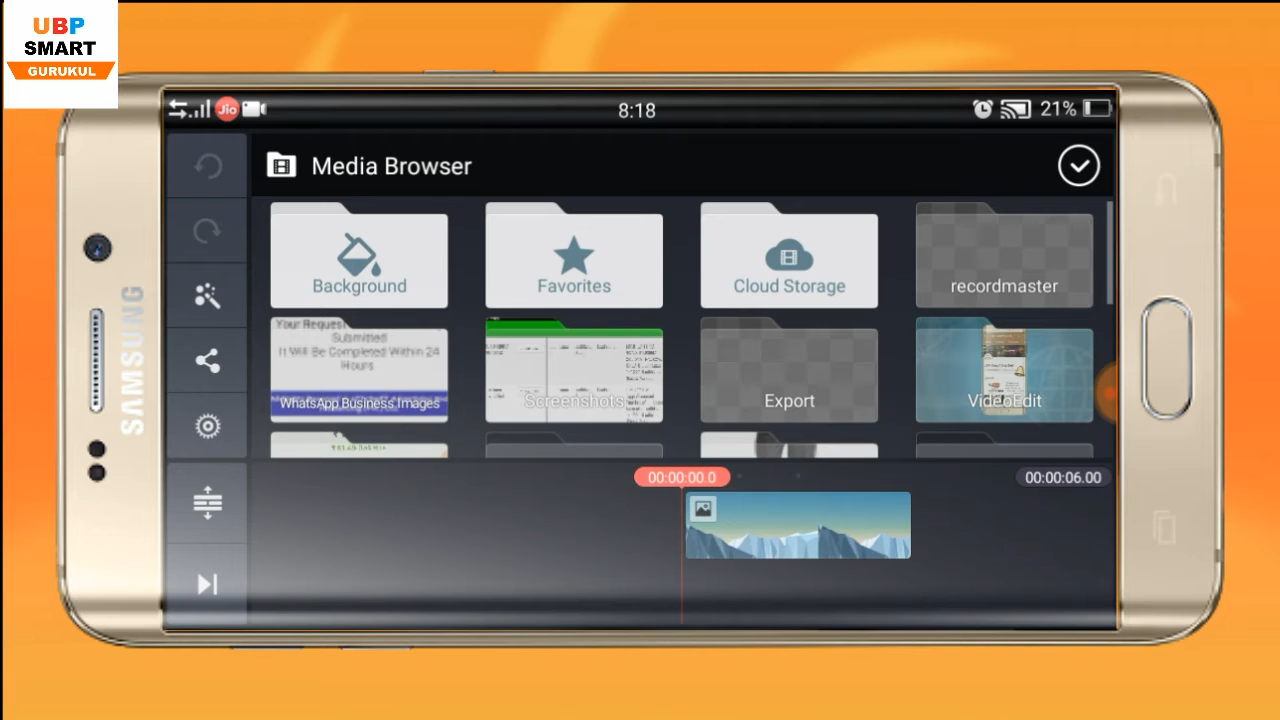 UBP
SMART
GURUKUL
Jio
8:18
21%
Media Browser
Background
Favorites
Cloud Storage
recordmaster
Your Request
Submitted
It Will Be Completed Within 24
Hours
WhatsApp Business Images
Screenshots
Export
VideoEdit
00:00:00.0
00:00:06.00
SAMSUNG